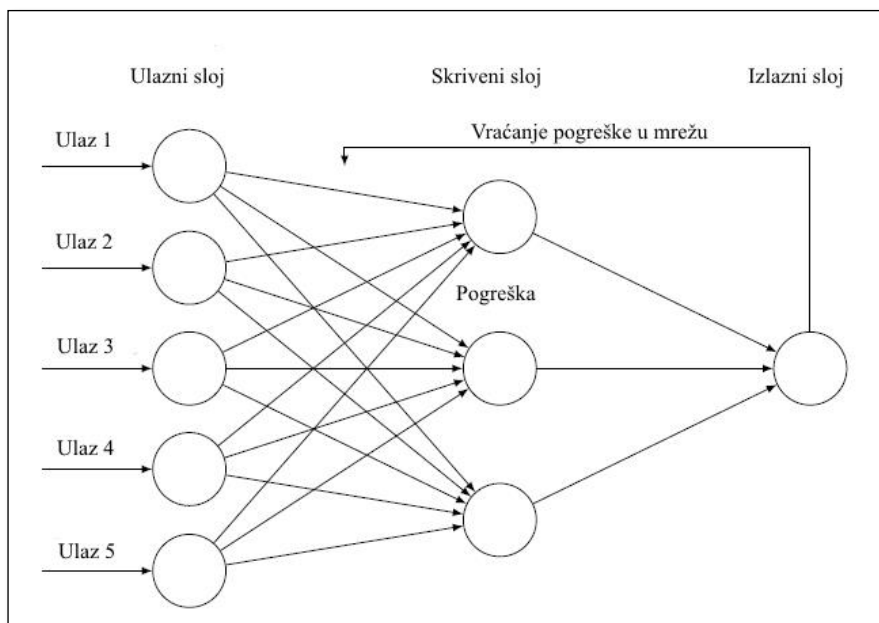 Ulazni sloj
Skriveni sloj
Izlazni sloj
Vraćanje pogreške u mrežu
Ulaz 1
Ulaz 2
Pogreška
Ulaz 3
Ulaz 4
Ulaz 5